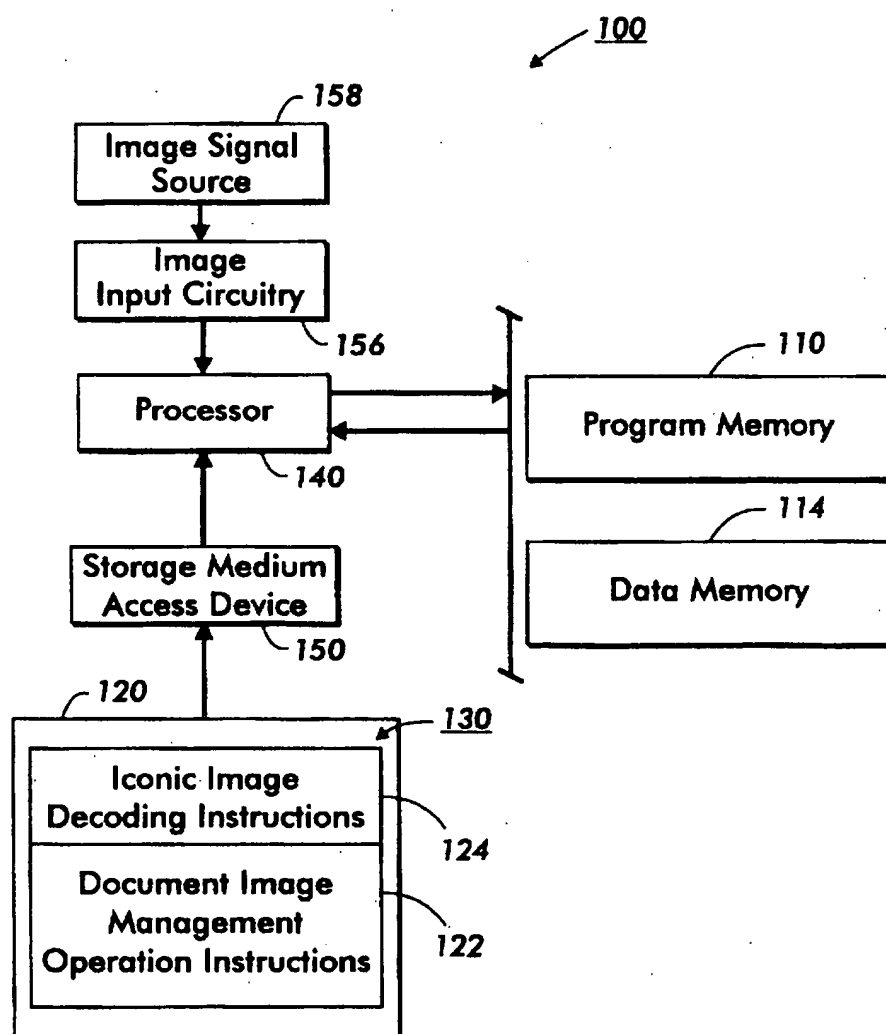 100
158
Image Signal
Source
Image
Input Circuitry
156
110
Processor
Program Memory
140
114
Storage Medium
Access Device
Data Memory
150
120
130
Iconic Image
Decoding Instructions
124
Document Image
Management
122
Operation Instructions